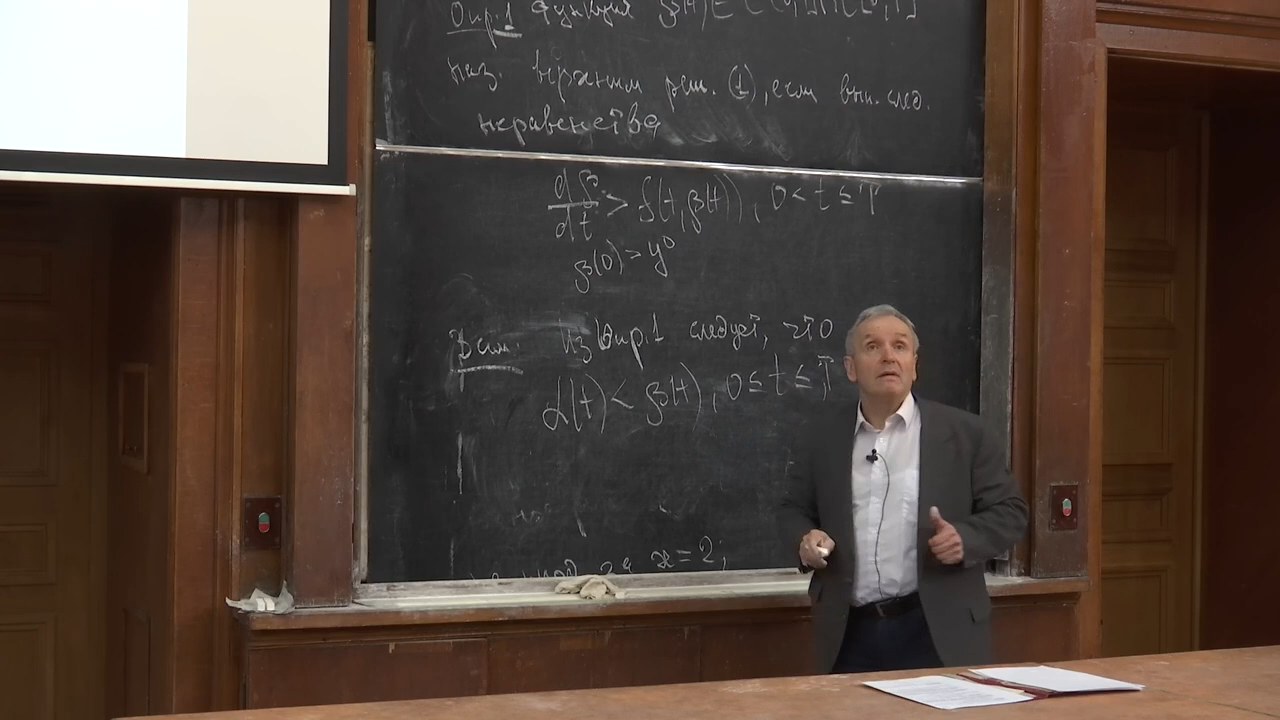 Опр.1 Функция β(t) ∈
наз. верхним реш. (1), если вып. след.
неравенства
dβ/dt > f(t, β(t)), 0 < t ≤ T
β(0) > y⁰
Зам. Из Опр.1 следует, что
α(t) < β(t), 0 ≤ t ≤ T
x = 2;